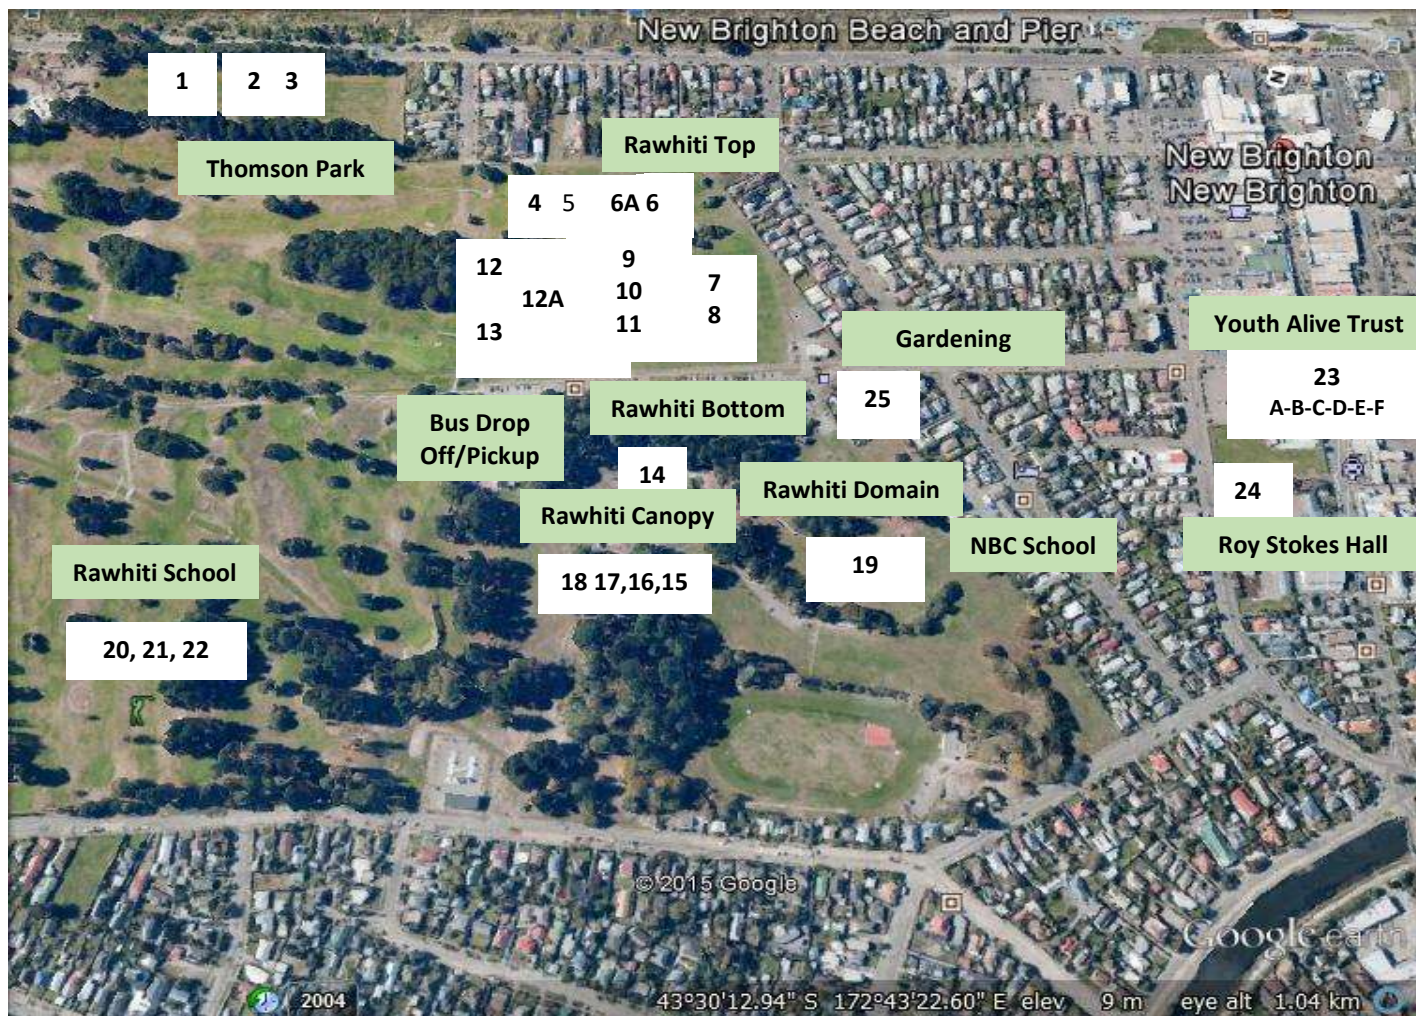 New Brighton Beach and Pier
N
1
2 3
Rawhiti Top
Thomson Park
New Brighton
New Brighton
4 5 6A 6
12
12A
13
9
10
11
7
8
Gardening
Youth Alive Trust
23
A-B-C-D-E-F
25
Bus Drop
Off/Pickup
Rawhiti Bottom
14
Rawhiti Domain
24
Rawhiti Canopy
NBC School
Roy Stokes Hall
Rawhiti School
18 17,16,15
19
20, 21, 22
© 2015 Google
Google earth
2004
43°30'12.94" S 172°43'22.60" E elev 9 m eye alt 1.04 km